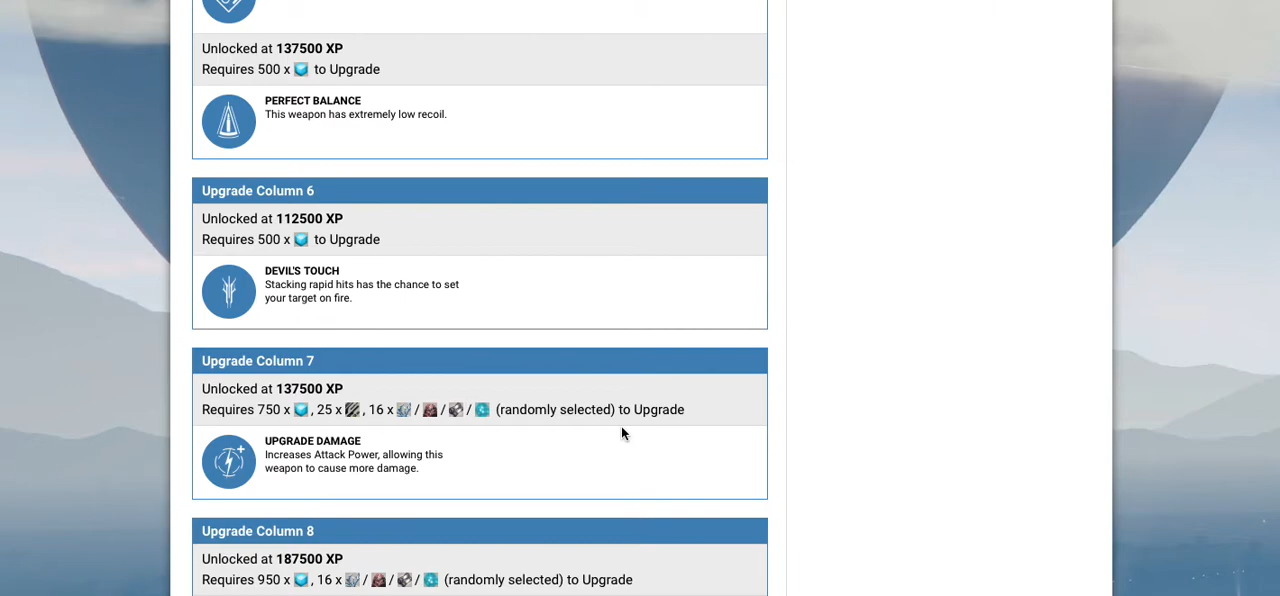 Unlocked at 137500 XP
Requires 500 x to Upgrade
PERFECT BALANCE
This weapon has extremely low recoil.
Upgrade Column 6
Unlocked at 112500 XP
Requires 500 x to Upgrade
DEVIL'S TOUCH
Stacking rapid hits has the chance to set
your target on fire.
Upgrade Column 7
Unlocked at 137500 XP
Requires 750 x , 25 x , 16 x / / / (randomly selected) to Upgrade
UPGRADE DAMAGE
Increases Attack Power, allowing this
weapon to cause more damage.
Upgrade Column 8
Unlocked at 187500 XP
Requires 950 x , 16 x / / / (randomly selected) to Upgrade